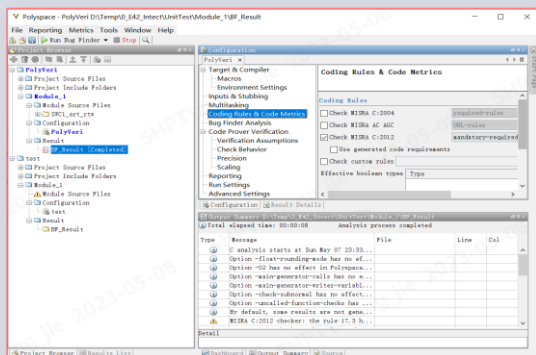 Polyspace - PolyVeri D:\Temp\0_E42_Intect\UnitTest\Module_1\BF_Result
File Reporting Metrics Tools Window Help
Run Bug Finder Stop
Project Browser
PolyVeri
Project Source Files
Project Include Folders
Module_1
Module Source Files
SPC1_ert_rtw
Configuration
PolyVeri
Result
BF_Result [Completed]
test
Project Source Files
Project Include Folders
Module_1
Module Source Files
Configuration
test
Result
BF_Result
Project Browser Results List
Configuration
PolyVeri
Target & Compiler
Macros
Environment Settings
Inputs & Stubbing
Multitasking
Coding Rules & Code Metrics
Bug Finder Analysis
Code Prover Verification
Verification Assumptions
Check Behavior
Precision
Scaling
Reporting
Run Settings
Advanced Settings
Coding Rules & Code Metrics
Coding Rules
Check MISRA C:2004 required-rules
Check MISRA AC AGC OBL-rules
Check MISRA C:2012 mandatory-required
Use generated code requirements
Check custom rules
Effective boolean types Type
Configuration Result Details
Output Summary D:\Temp\0_E42_Intect\UnitTest\Module_1\BF_Result
Total elapsed time: 00:00:08 Analysis process completed
Type Message File Line Col
C analysis starts at Sun May 07 23:33...
Option -float-rounding-mode has no ef...
Option -O2 has no effect in Polyspace...
Option -main-generator-calls has no e...
Option -main-generator-writes-variabl...
Option -check-subnormal has no effect...
Option -uncalled-function-checks has ...
By default, some results are not gene...
MISRA C:2012 checker: the rule 17.3 h...
Detail
Dashboard Output Summary Source
2023-05-08